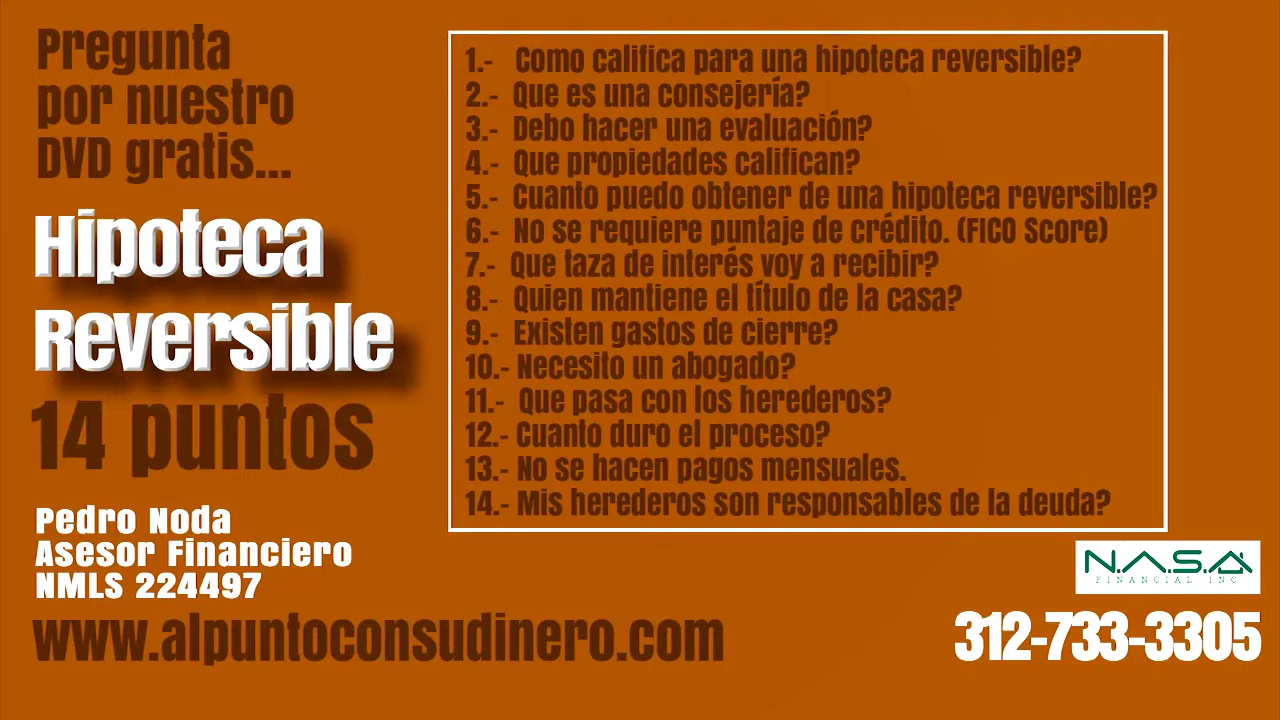 Pregunta
por nuestro
DVD gratis...
Hipoteca
Reversible
14 puntos
Pedro Noda
Asesor Financiero
NMLS 224497
www.alpuntoconsudinero.com
1.- Como califica para una hipoteca reversible?
2.- Que es una consejería?
3.- Debo hacer una evaluación?
4.- Que propiedades califican?
5.- Cuanto puedo obtener de una hipoteca reversible?
6.- No se requiere puntaje de crédito. (FICO Score)
7.- Que taza de interés voy a recibir?
8.- Quien mantiene el título de la casa?
9.- Existen gastos de cierre?
10.- Necesito un abogado?
11.- Que pasa con los herederos?
12.- Cuanto duro el proceso?
13.- No se hacen pagos mensuales.
14.- Mis herederos son responsables de la deuda?
N.A.S.A
FINANCIAL INC
312-733-3305